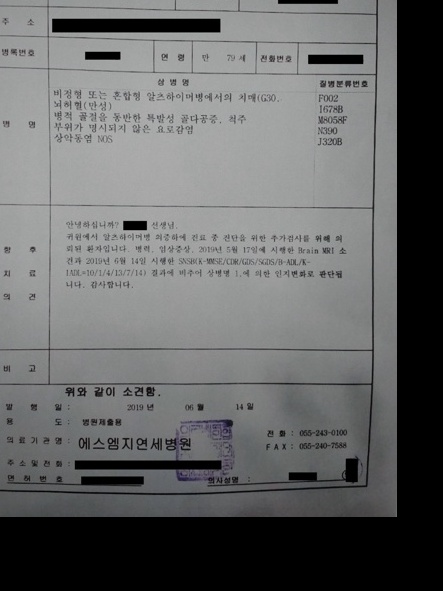 주 소
병록번호 연 령 만 79 세 전화번호
상 병 명 질병분류번호
비정형 또는 혼합형 알츠하이머병에서의 치매(G30. F002
뇌허혈(만성) I678B
병적 골절을 동반한 특발성 골다공증, 척주 M8058F
병 명
부위가 명시되지 않은 요로감염 N390
상악동염 NOS J320B
안녕하십니까? 선생님.
귀원에서 알츠하이머병 의증하에 진료 중 진단을 위한 추가검사를 위해 의
뢰된 환자입니다. 병력, 임상증상, 2019년 5월 17일에 시행한 Brain MRI 소
견과 2019년 6월 14일 시행한 SNSB(K-MMSE/CDR/GDS/SGDS/B-ADL/K-
IADL=10/1/4/13/7/14) 결과에 비추어 상병명 1.에 의한 인지변화로 판단됩
니다. 감사합니다.
향 후
치 료
의 견
비 고
위와 같이 소견함.
발 행 일 : 2019 년 06 월 14 일
용 도 : 병원제출용
의료기관명 : 에스엠지연세병원
전 화 : 055-243-0100
FAX : 055-240-7588
주소및전화 :
면 허 번 호 의사성명 :